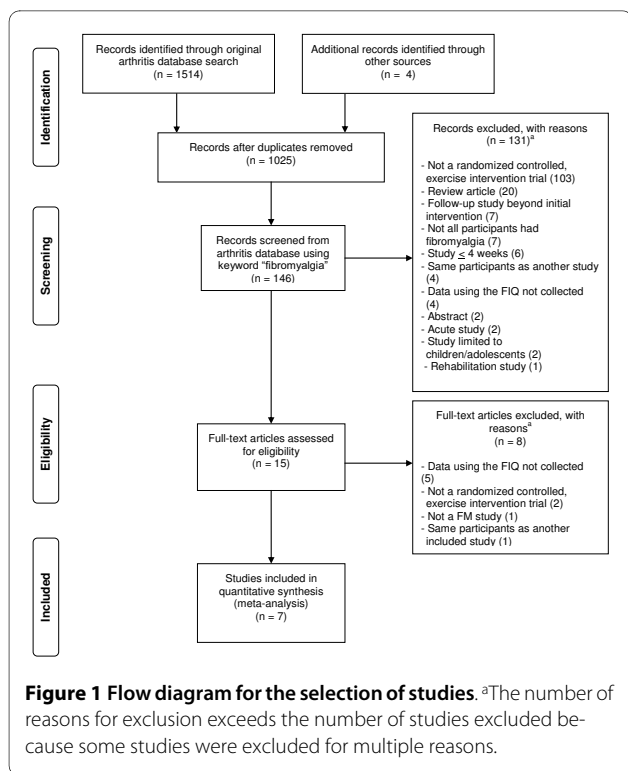 Identification
Records identified through original
arthritis database search
(n = 1514)
Additional records identified through
other sources
(n = 4)
Records after duplicates removed
(n = 1025)
Screening
Records screened from
arthritis database using
keyword "fibromyalgia"
(n = 146)
Records excluded, with reasons
(n = 131)a
- Not a randomized controlled,
exercise intervention trial (103)
- Review article (20)
- Follow-up study beyond initial
intervention (7)
- Not all participants had
fibromyalgia (7)
- Study ≤ 4 weeks (6)
- Same participants as another study
(4)
- Data using the FIQ not collected
(4)
- Abstract (2)
- Acute study (2)
- Study limited to
children/adolescents (2)
- Rehabilitation study (1)
Eligibility
Full-text articles assessed
for eligibility
(n = 15)
Full-text articles excluded, with
reasonsa
(n = 8)
- Data using the FIQ not collected
(5)
- Not a randomized controlled,
exercise intervention trial (2)
- Not a FM study (1)
- Same participants as another
included study (1)
Included
Studies included in
quantitative synthesis
(meta-analysis)
(n = 7)
Figure 1 Flow diagram for the selection of studies. aThe number of
reasons for exclusion exceeds the number of studies excluded be-
cause some studies were excluded for multiple reasons.